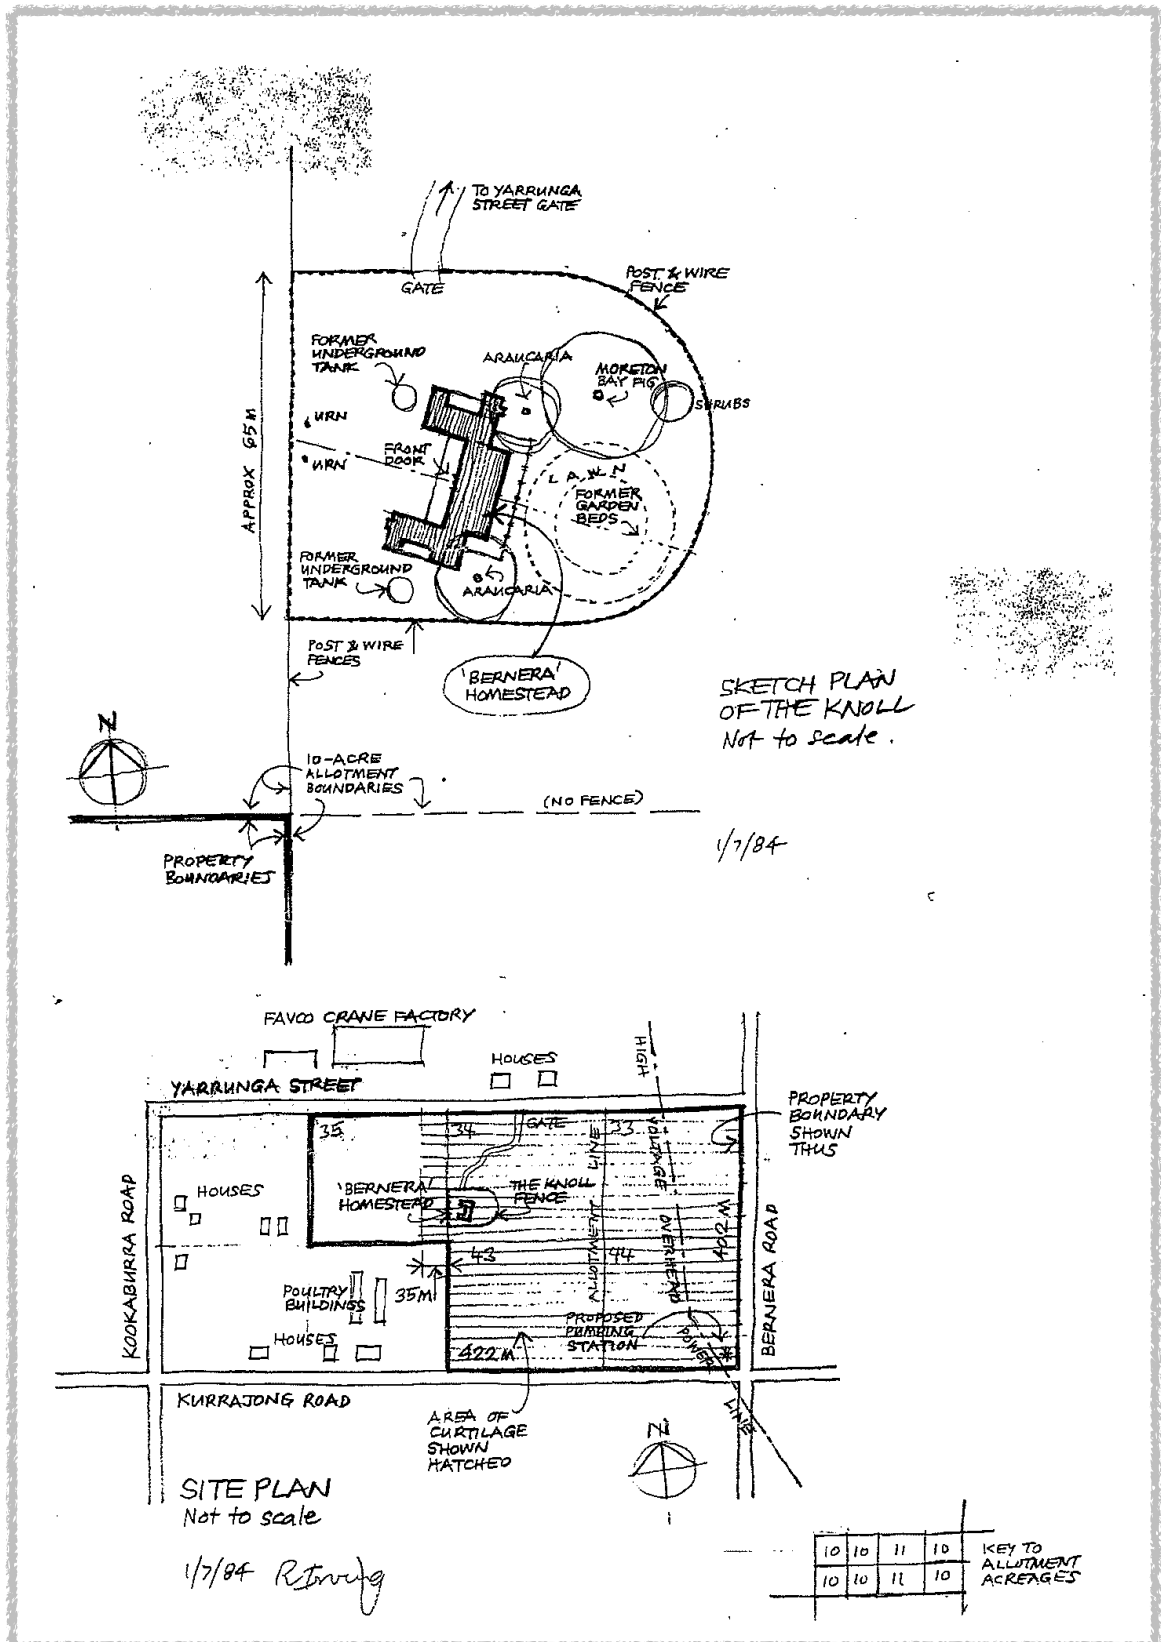 TO YARRUNGA
STREET GATE
GATE
POST & WIRE
FENCE
FORMER
UNDERGROUND
TANK
ARAUCARIA
MORETON
BAY FIG
SHRUBS
URN
URN
FRONT
DOOR
LAWN
FORMER
GARDEN
BEDS
APPROX 65 M
FORMER
UNDERGROUND
TANK
ARAUCARIA
POST & WIRE
FENCES
'BERNERA'
HOMESTEAD
SKETCH PLAN
OF THE KNOLL
Not to scale.
N
10-ACRE
ALLOTMENT
BOUNDARIES
(NO FENCE)
1/7/84
PROPERTY
BOUNDARIES
FAVCO CRANE FACTORY
HOUSES
HIGH
VOLTAGE
OVERHEAD
POWER
LINE
YARRUNGA STREET
PROPERTY
BOUNDARY
SHOWN
THUS
35
34
GATE
33
ALLOTMENT LINE
HOUSES
'BERNERA'
HOMESTEAD
THE KNOLL
FENCE
KOOKABURRA ROAD
402 M
BERNERA ROAD
43
44
35M
POULTRY
BUILDINGS
PROPOSED
PUMPING
STATION
HOUSES
422 M
KURRAJONG ROAD
AREA OF
CURTILAGE
SHOWN
HATCHED
N
SITE PLAN
Not to scale
1/7/84 R Irving
10 10 11 10
10 10 11 10
KEY TO
ALLOTMENT
ACREAGES